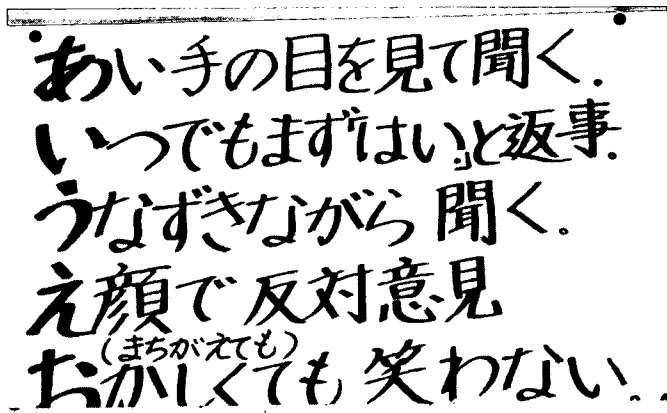 あい手の目を見て聞く.
いつでもまず「はい」と返事.
うなずきながら聞く。
え顔で反対意見
(まちがえても)
おかしくても笑わない.